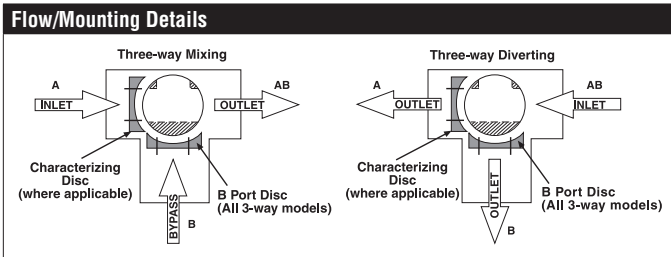 Flow/Mounting Details
Three-way Mixing
A
INLET
AB
OUTLET
Characterizing
Disc
(where applicable)
BYPASS
B
B Port Disc
(All 3-way models)
Three-way Diverting
A
OUTLET
AB
INLET
Characterizing
Disc
(where applicable)
OUTLET
B
B Port Disc
(All 3-way models)